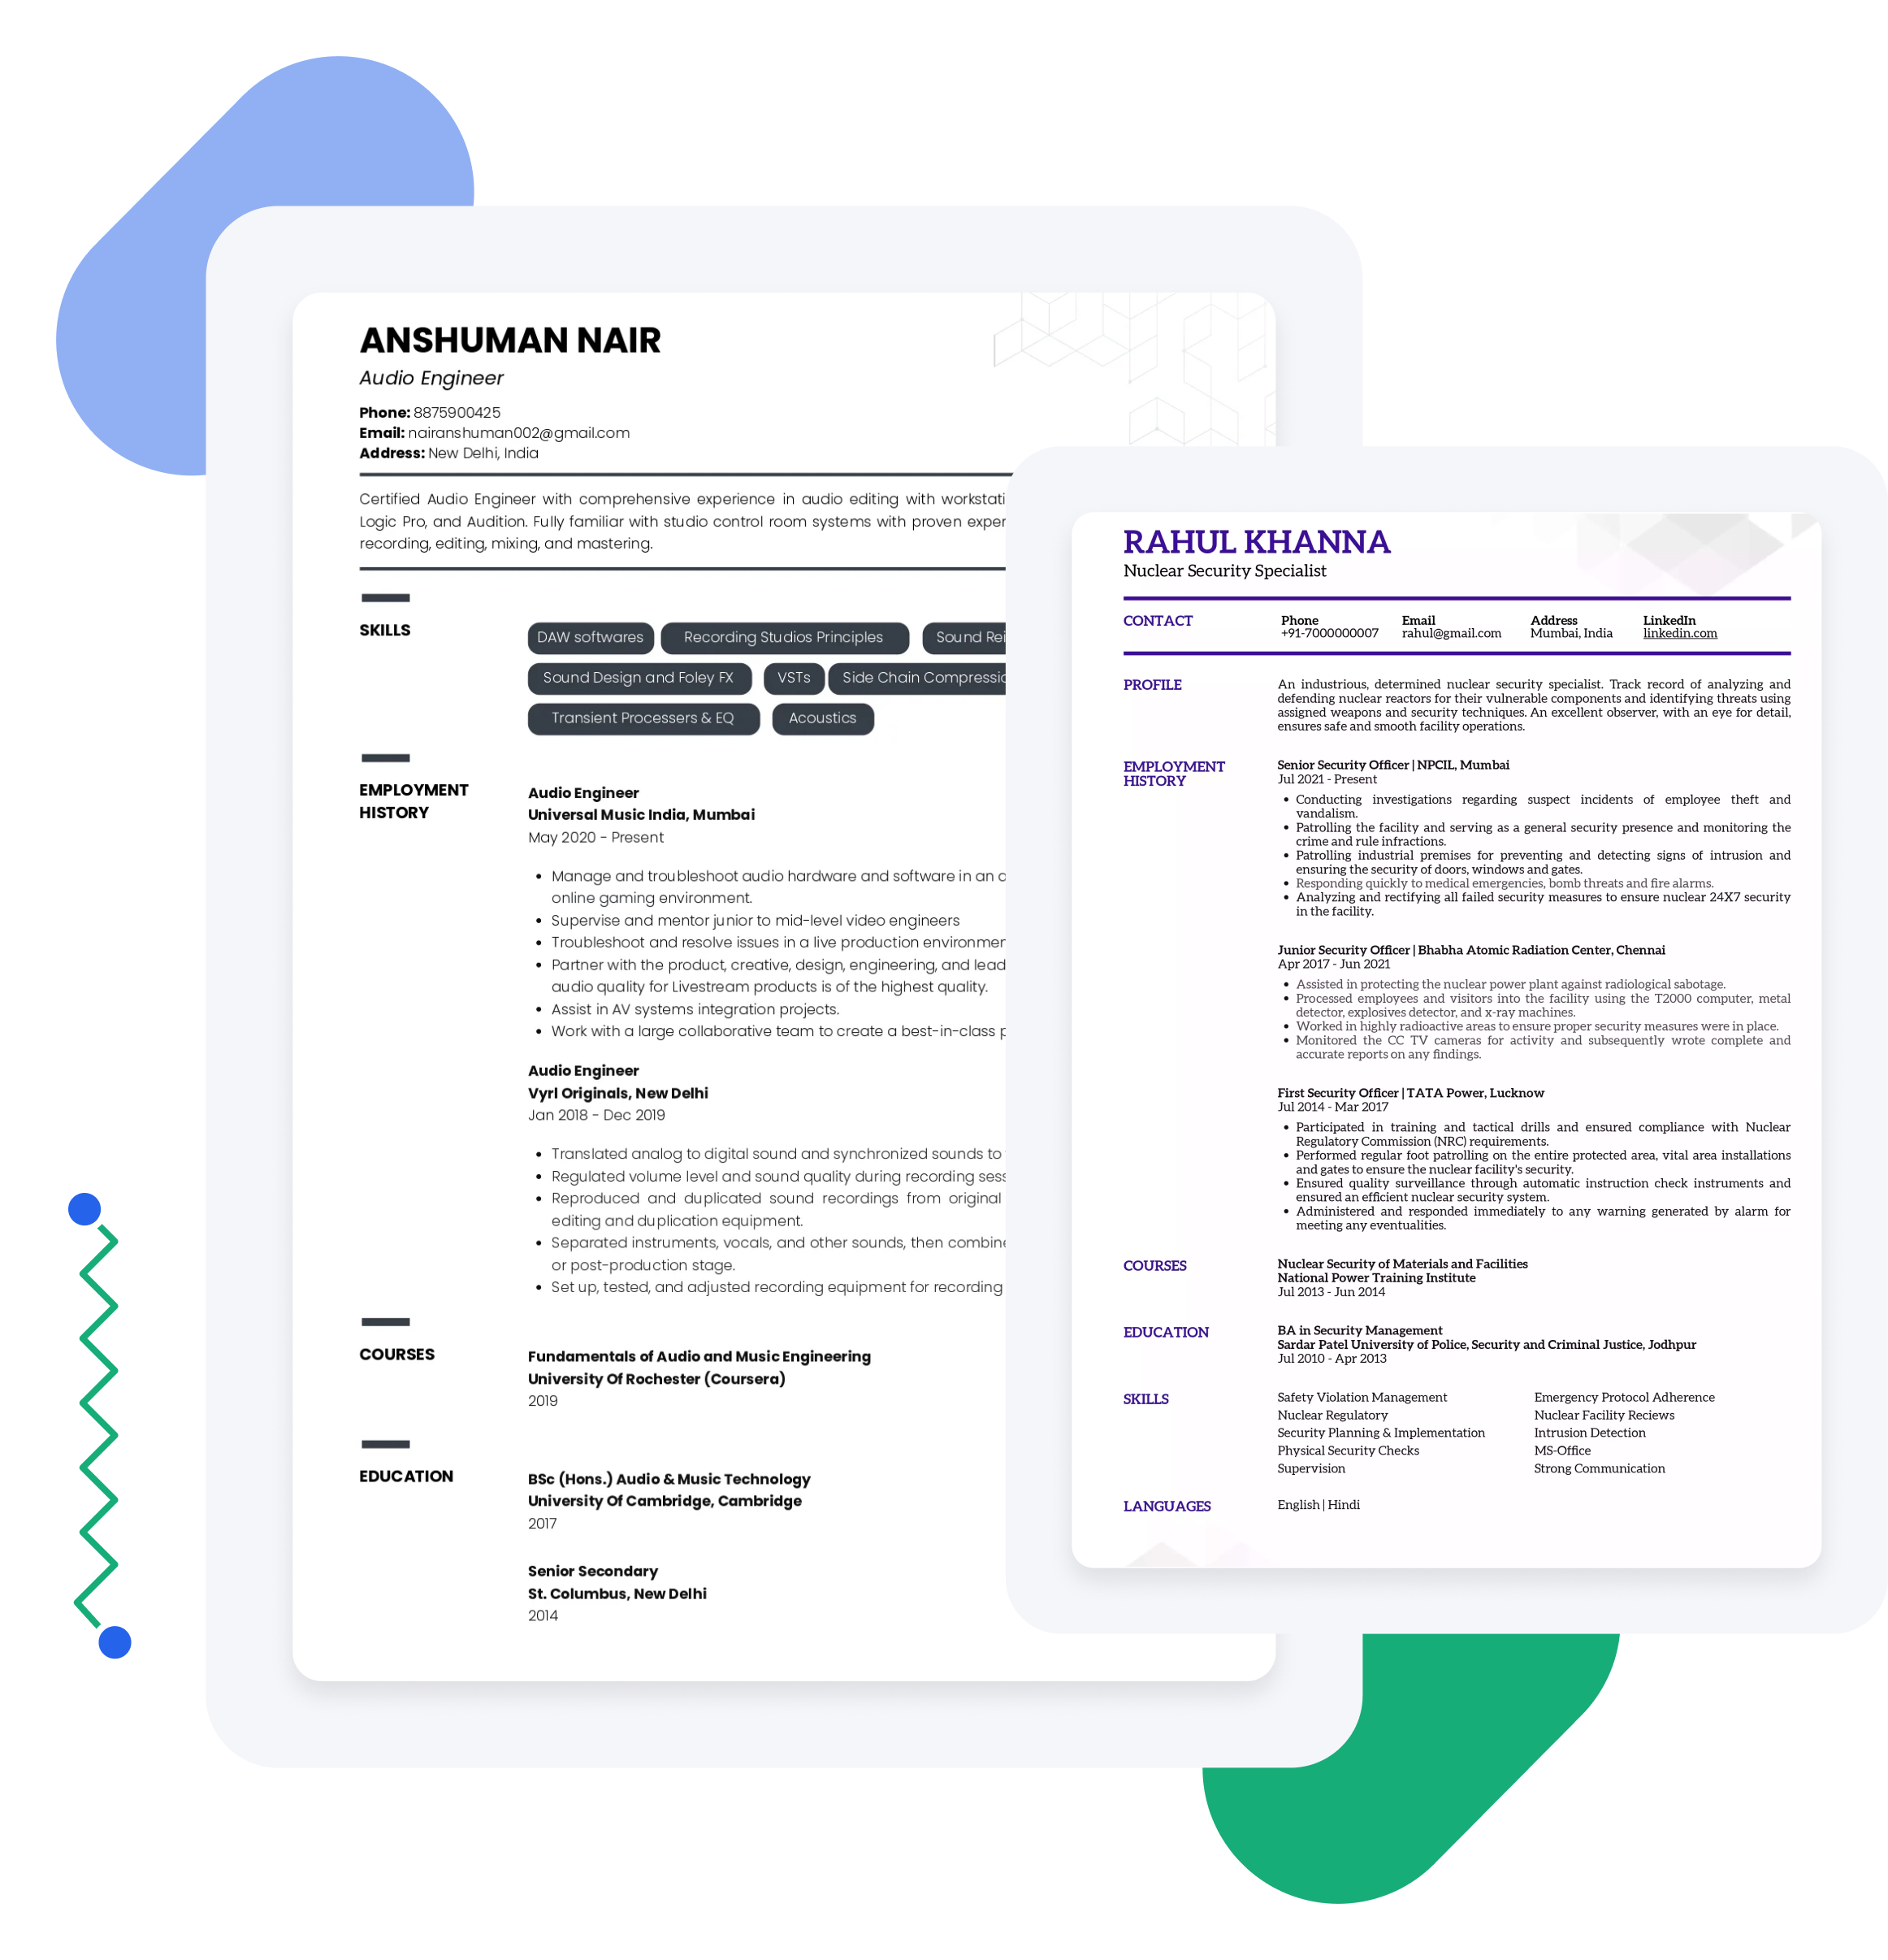 ANSHUMAN NAIR
Audio Engineer
Phone: 8875900425
Email: nairanshuman002@gmail.com
Address: New Delhi, India
Certified Audio Engineer with comprehensive experience in audio editing with
Logic Pro, and Audition. Fully familiar with studio control room systems with proven
recording, editing, mixing, and mastering.
SKILLS
DAW softwares
Recording Studios Principles
Sound
Sound Design and Foley FX
VSTs
Side Chain
Transient Processers & EQ
Acoustics
EMPLOYMENT
HISTORY
Audio Engineer
Universal Music India, Mumbai
May 2020 - Present
• Manage and troubleshoot audio hardware and software in an
online gaming environment.
• Supervise and mentor junior to mid-level video engineers
• Troubleshoot and resolve issues in a live production
• Partner with the product, creative, design, engineering, and lead
audio quality for Livestream products is of the highest quality.
• Assist in AV systems integration projects.
• Work with a large collaborative team to create a best-in-class
Audio Engineer
Vyrl Originals, New Delhi
Jan 2018 - Dec 2019
• Translated analog to digital sound and synchronized sounds to
• Regulated volume level and sound quality during recording
• Reproduced and duplicated sound recordings from original
editing and duplication equipment.
• Separated instruments, vocals, and other sounds, then
or post-production stage.
• Set up, tested, and adjusted recording equipment for recording
COURSES
Fundamentals of Audio and Music Engineering
University Of Rochester (Coursera)
2019
EDUCATION
BSc (Hons.) Audio & Music Technology
University Of Cambridge, Cambridge
2017
Senior Secondary
St. Columbus, New Delhi
2014
RAHUL KHANNA
Nuclear Security Specialist
CONTACT
Phone Email Address LinkedIn
+91-7000000007 rahul@gmail.com Mumbai, India linkedin.com
PROFILE
An industrious, determined nuclear security specialist. Track record of analyzing and
defending nuclear reactors for their vulnerable components and identifying threats using
assigned weapons and security techniques. An excellent observer, with an eye for detail,
ensures safe and smooth facility operations.
EMPLOYMENT
HISTORY
Senior Security Officer | NPCIL, Mumbai
Jul 2021 - Present
• Conducting investigations regarding suspect incidents of employee theft and
vandalism.
• Patrolling the facility and serving as a general security presence and monitoring the
crime and rule infractions.
• Patrolling industrial premises for preventing and detecting signs of intrusion and
ensuring the security of doors, windows and gates.
• Responding quickly to medical emergencies, bomb threats and fire alarms.
• Analyzing and rectifying all failed security measures to ensure nuclear 24X7 security
in the facility.
Junior Security Officer | Bhabha Atomic Radiation Center, Chennai
Apr 2017 - Jun 2021
• Assisted in protecting the nuclear power plant against radiological sabotage.
• Processed employees and visitors into the facility using the T2000 computer, metal
detector, explosives detector, and x-ray machines.
• Worked in highly radioactive areas to ensure proper security measures were in place.
• Monitored the CC TV cameras for activity and subsequently wrote complete and
accurate reports on any findings.
First Security Officer | TATA Power, Lucknow
Jul 2014 - Mar 2017
• Participated in training and tactical drills and ensured compliance with Nuclear
Regulatory Commission (NRC) requirements.
• Performed regular foot patrolling on the entire protected area, vital area installations
and gates to ensure the nuclear facility's security.
• Ensured quality surveillance through automatic instruction check instruments and
ensured an efficient nuclear security system.
• Administered and responded immediately to any warning generated by alarm for
meeting any eventualities.
COURSES
Nuclear Security of Materials and Facilities
National Power Training Institute
Jul 2013 - Jun 2014
EDUCATION
BA in Security Management
Sardar Patel University of Police, Security and Criminal Justice, Jodhpur
Jul 2010 - Apr 2013
SKILLS
Safety Violation Management Emergency Protocol Adherence
Nuclear Regulatory Nuclear Facility Reciews
Security Planning & Implementation Intrusion Detection
Physical Security Checks MS-Office
Supervision Strong Communication
LANGUAGES
English | Hindi